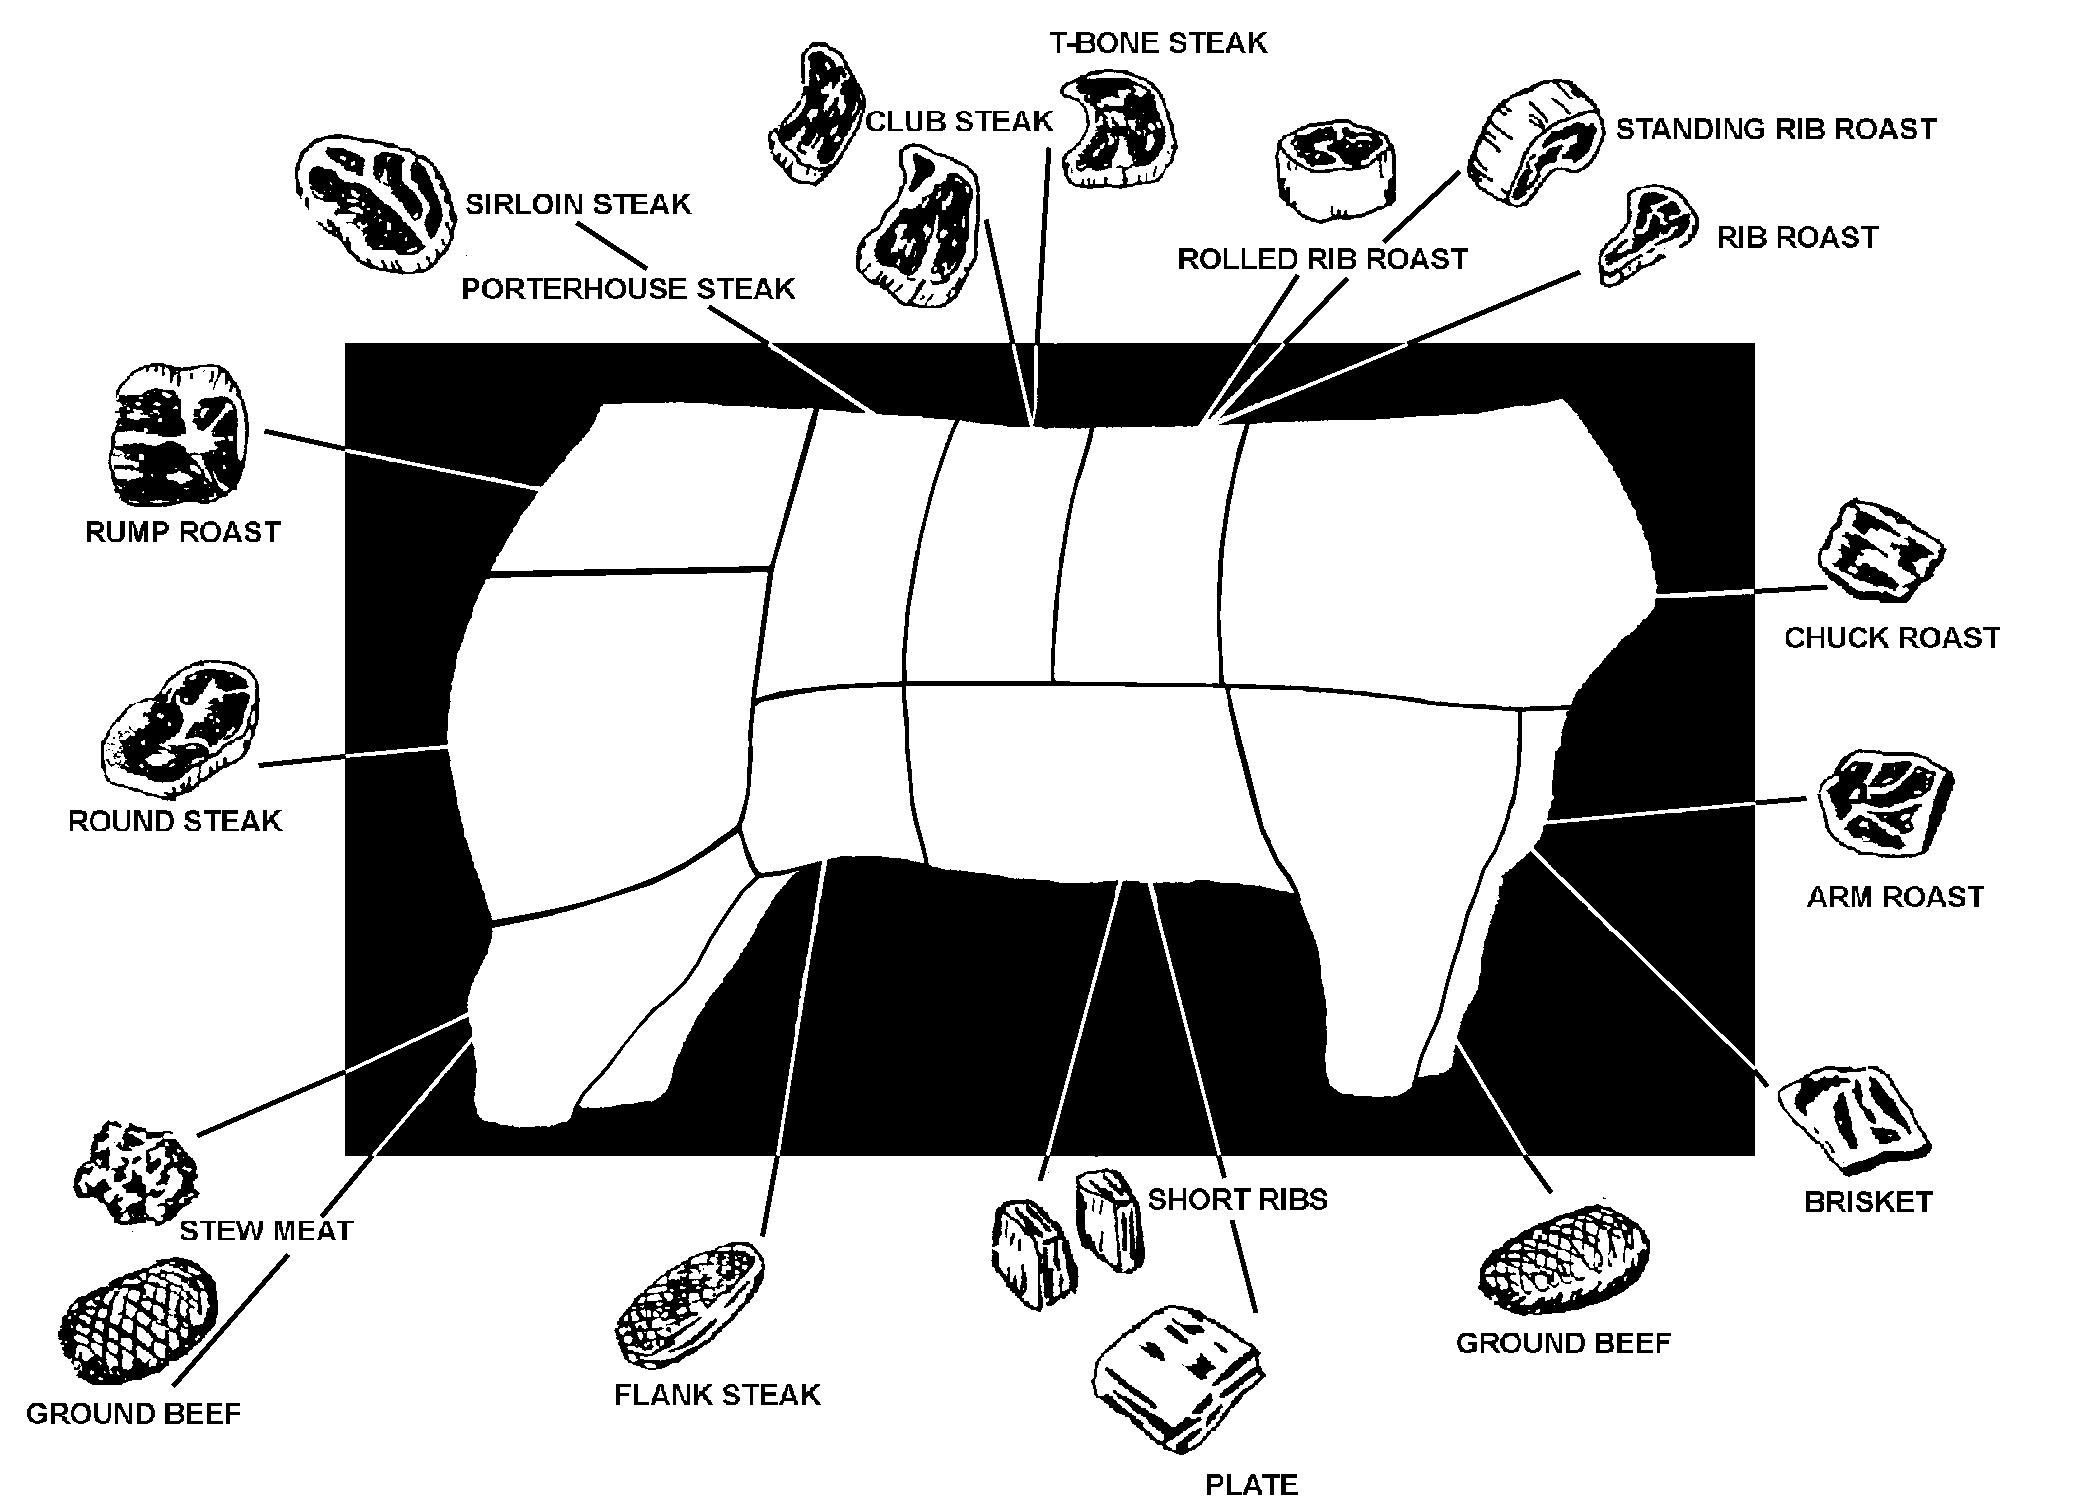 T-BONE STEAK
CLUB STEAK
STANDING RIB ROAST
SIRLOIN STEAK
RIB ROAST
ROLLED RIB ROAST
PORTERHOUSE STEAK
RUMP ROAST
CHUCK ROAST
ROUND STEAK
ARM ROAST
SHORT RIBS
BRISKET
STEW MEAT
GROUND BEEF
FLANK STEAK
GROUND BEEF
PLATE